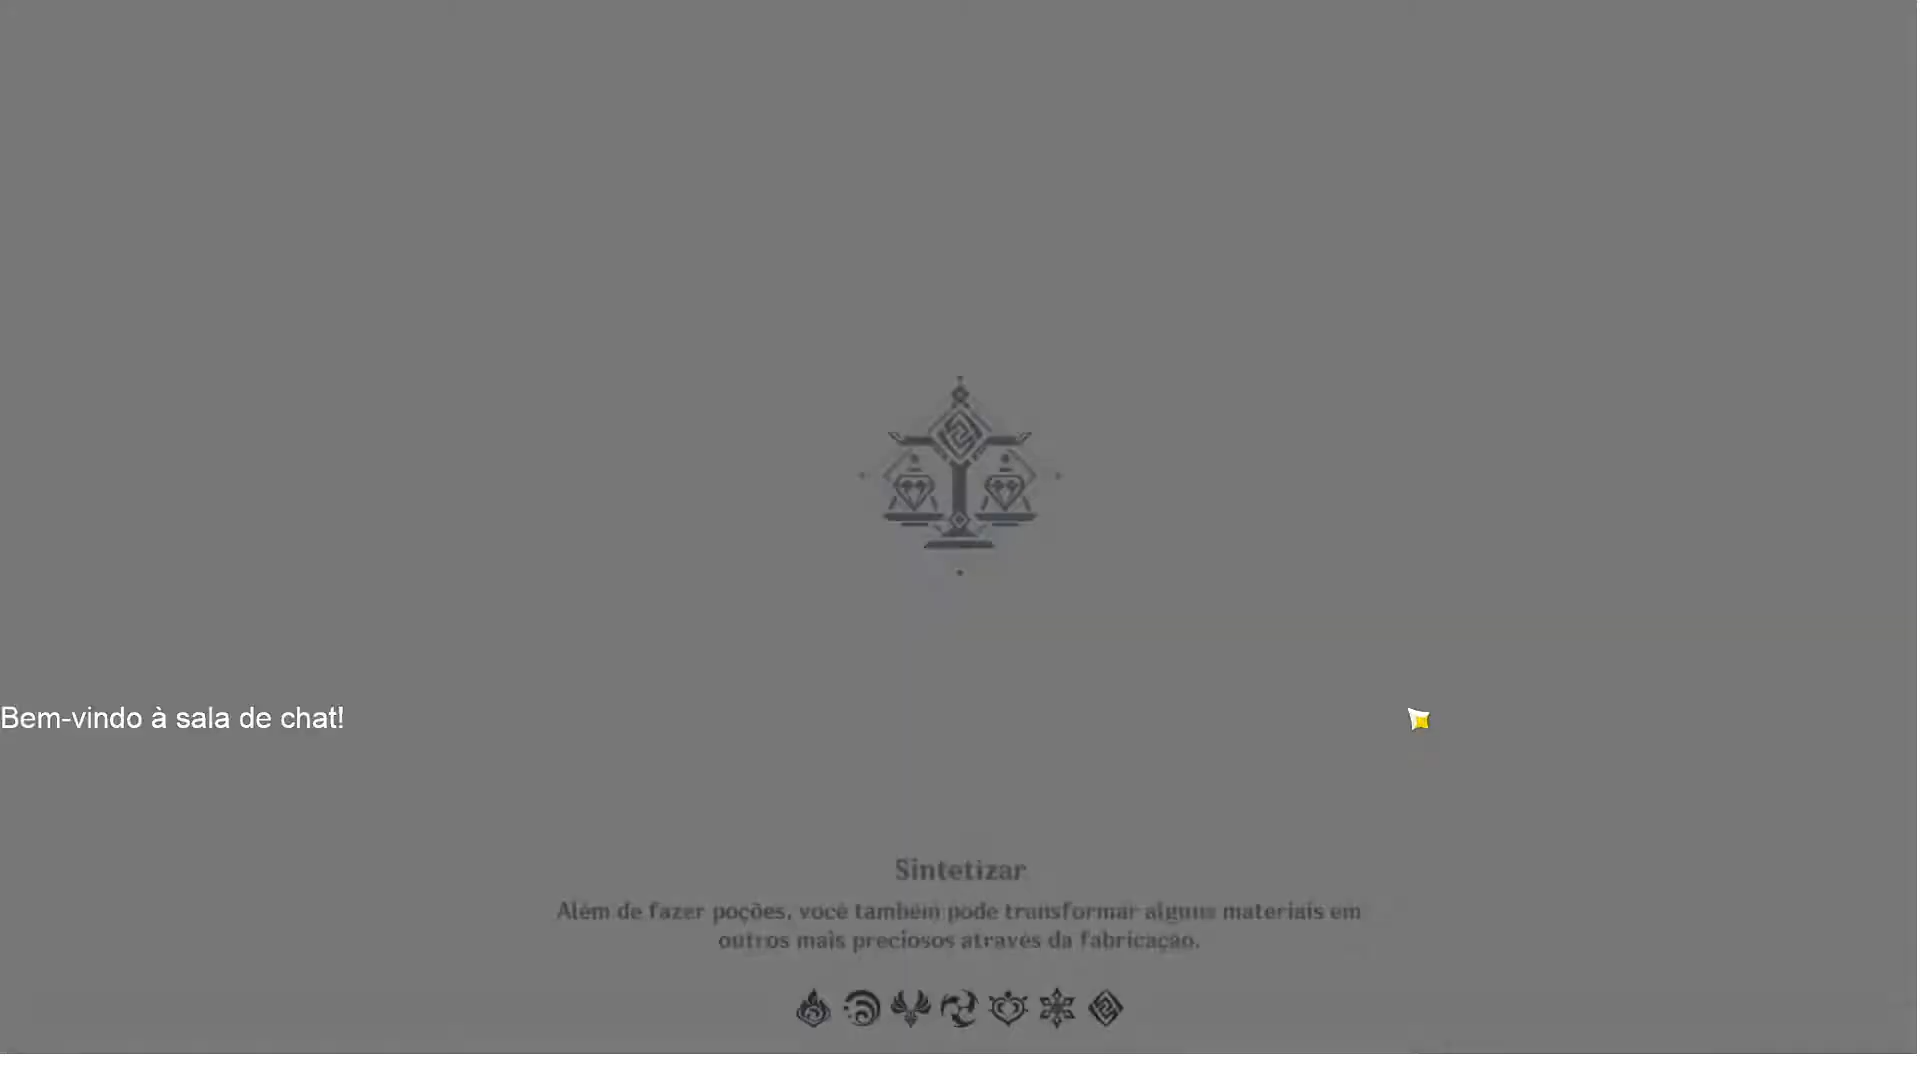 Bem-vindo à sala de chat!
Sintetizar
Além de fazer poções, você também pode transformar alguns materiais em
outros mais preciosos através da fabricação.